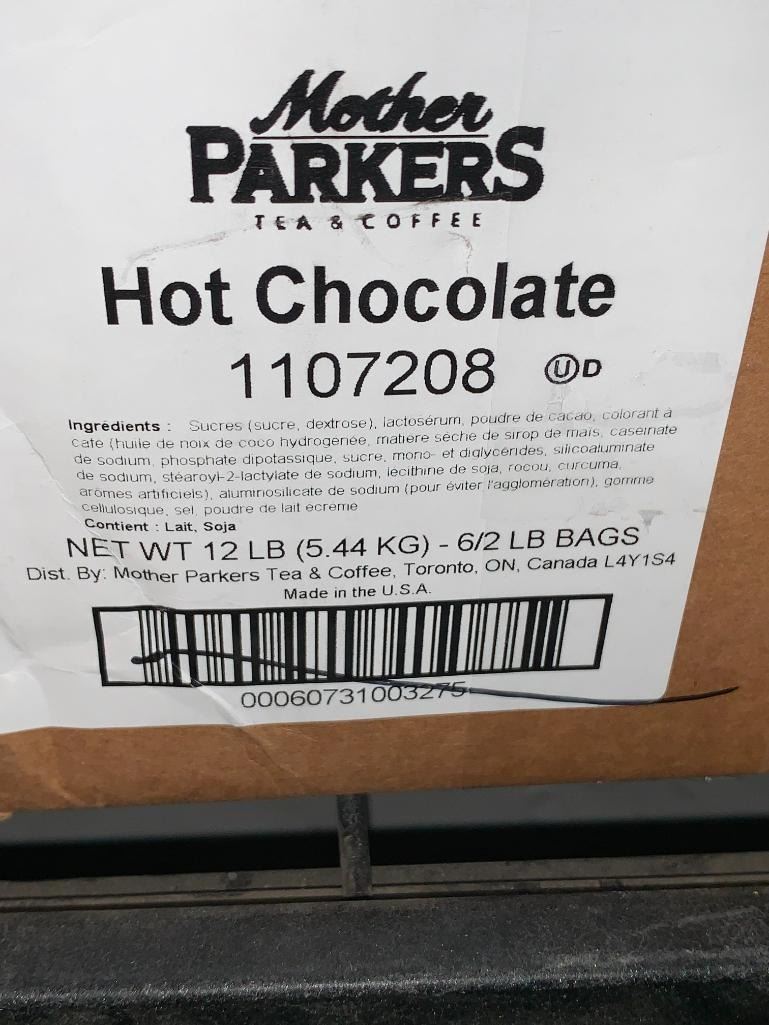 Mother
PARKERS
TEA & COFFEE
Hot Chocolate
1107208 ⓊD
Ingrédients : Sucres (sucre, dextrose), lactosérum, poudre de cacao, colorant à
café (huile de noix de coco hydrogénée, matière sèche de sirop de maïs, caséinate
de sodium, phosphate dipotassique, sucre, mono- et diglycérides, silicoaluminate
de sodium, stéaroyl-2-lactylate de sodium, lécithine de soja, rocou, curcuma,
arômes artificiels), aluminosilicate de sodium (pour éviter l'agglomération), gomme
cellulosique, sel, poudre de lait écrémé
Contient : Lait, Soja
NET WT 12 LB (5.44 KG) - 6/2 LB BAGS
Dist. By: Mother Parkers Tea & Coffee, Toronto, ON, Canada L4Y1S4
Made in the U.S.A.
00060731003275